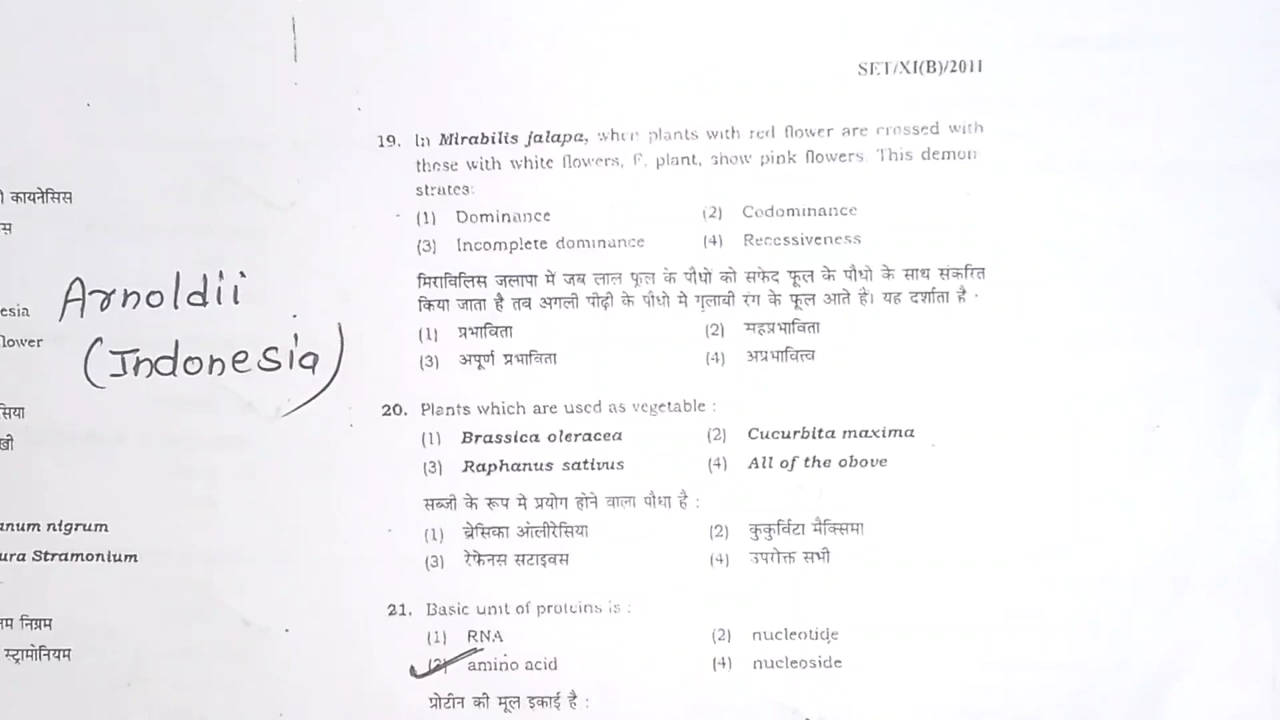 SET/XI(B)/2011
ो कायनेसिस
स
esia
lower
Arnoldii
(Indonesia)
सिया
खी
anum nigrum
ura Stramonium
नम निग्रम
स्ट्रामोनियम
19. In Mirabilis jalapa, when plants with red flower are crossed with
those with white flowers, F, plant, show pink flowers. This demon
strates:
(1) Dominance (2) Codominance
(3) Incomplete dominance (4) Recessiveness
मिराविलिस जलापा में जब लाल फूल के पौधों को सफेद फूल के पौधो के साथ संकरित
किया जाता है तब अगली पीढ़ी के पौधो मे गुलाबी रंग के फूल आते हैं। यह दर्शाता है ·
(1) प्रभाविता (2) सहप्रभाविता
(3) अपूर्ण प्रभाविता (4) अप्रभावित्व
20. Plants which are used as vegetable :
(1) Brassica oleracea (2) Cucurbita maxima
(3) Raphanus sativus (4) All of the obove
सब्जी के रूप मे प्रयोग होने वाला पौधा है :
(1) ब्रेसिका ओलीरेसिया (2) कुकुर्विटा मैक्सिमा
(3) रेफेनस सटाइवस (4) उपरोक्त सभी
21. Basic unit of proteins is :
(1) RNA (2) nucleotide
(3) amino acid (4) nucleoside
प्रोटीन की मूल इकाई है :